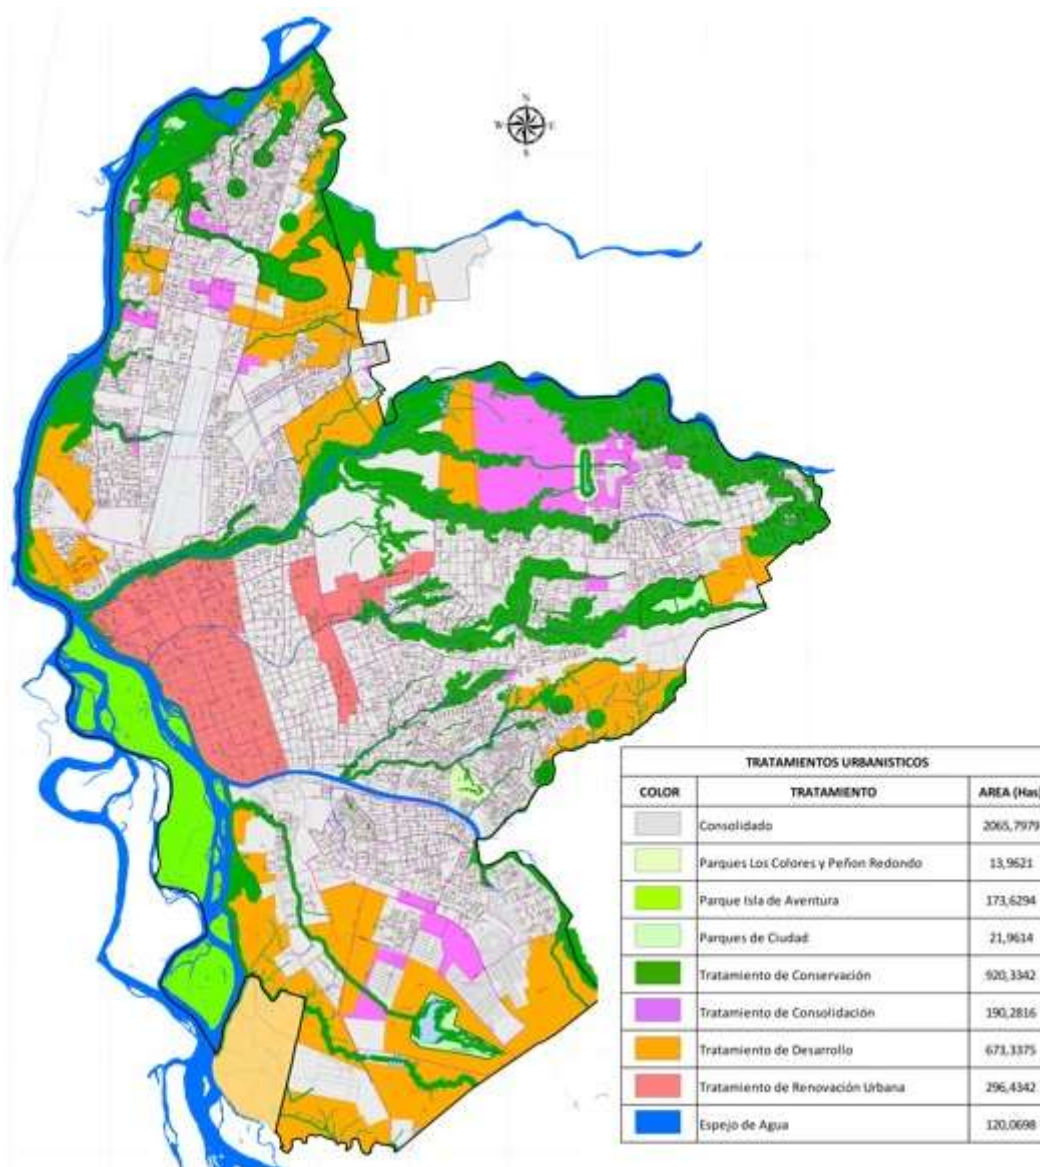 N
W E
S
TRATAMIENTOS URBANISTICOS
COLOR TRATAMIENTO AREA (Has)
Consolidado 2065,7979
Parques Los Colores y Peñon Redondo 13,9621
Parque Isla de Aventura 173,6294
Parques de Ciudad 21,9614
Tratamiento de Conservación 920,3342
Tratamiento de Consolidación 190,2816
Tratamiento de Desarrollo 673,3375
Tratamiento de Renovación Urbana 296,4342
Espejo de Agua 120,0698